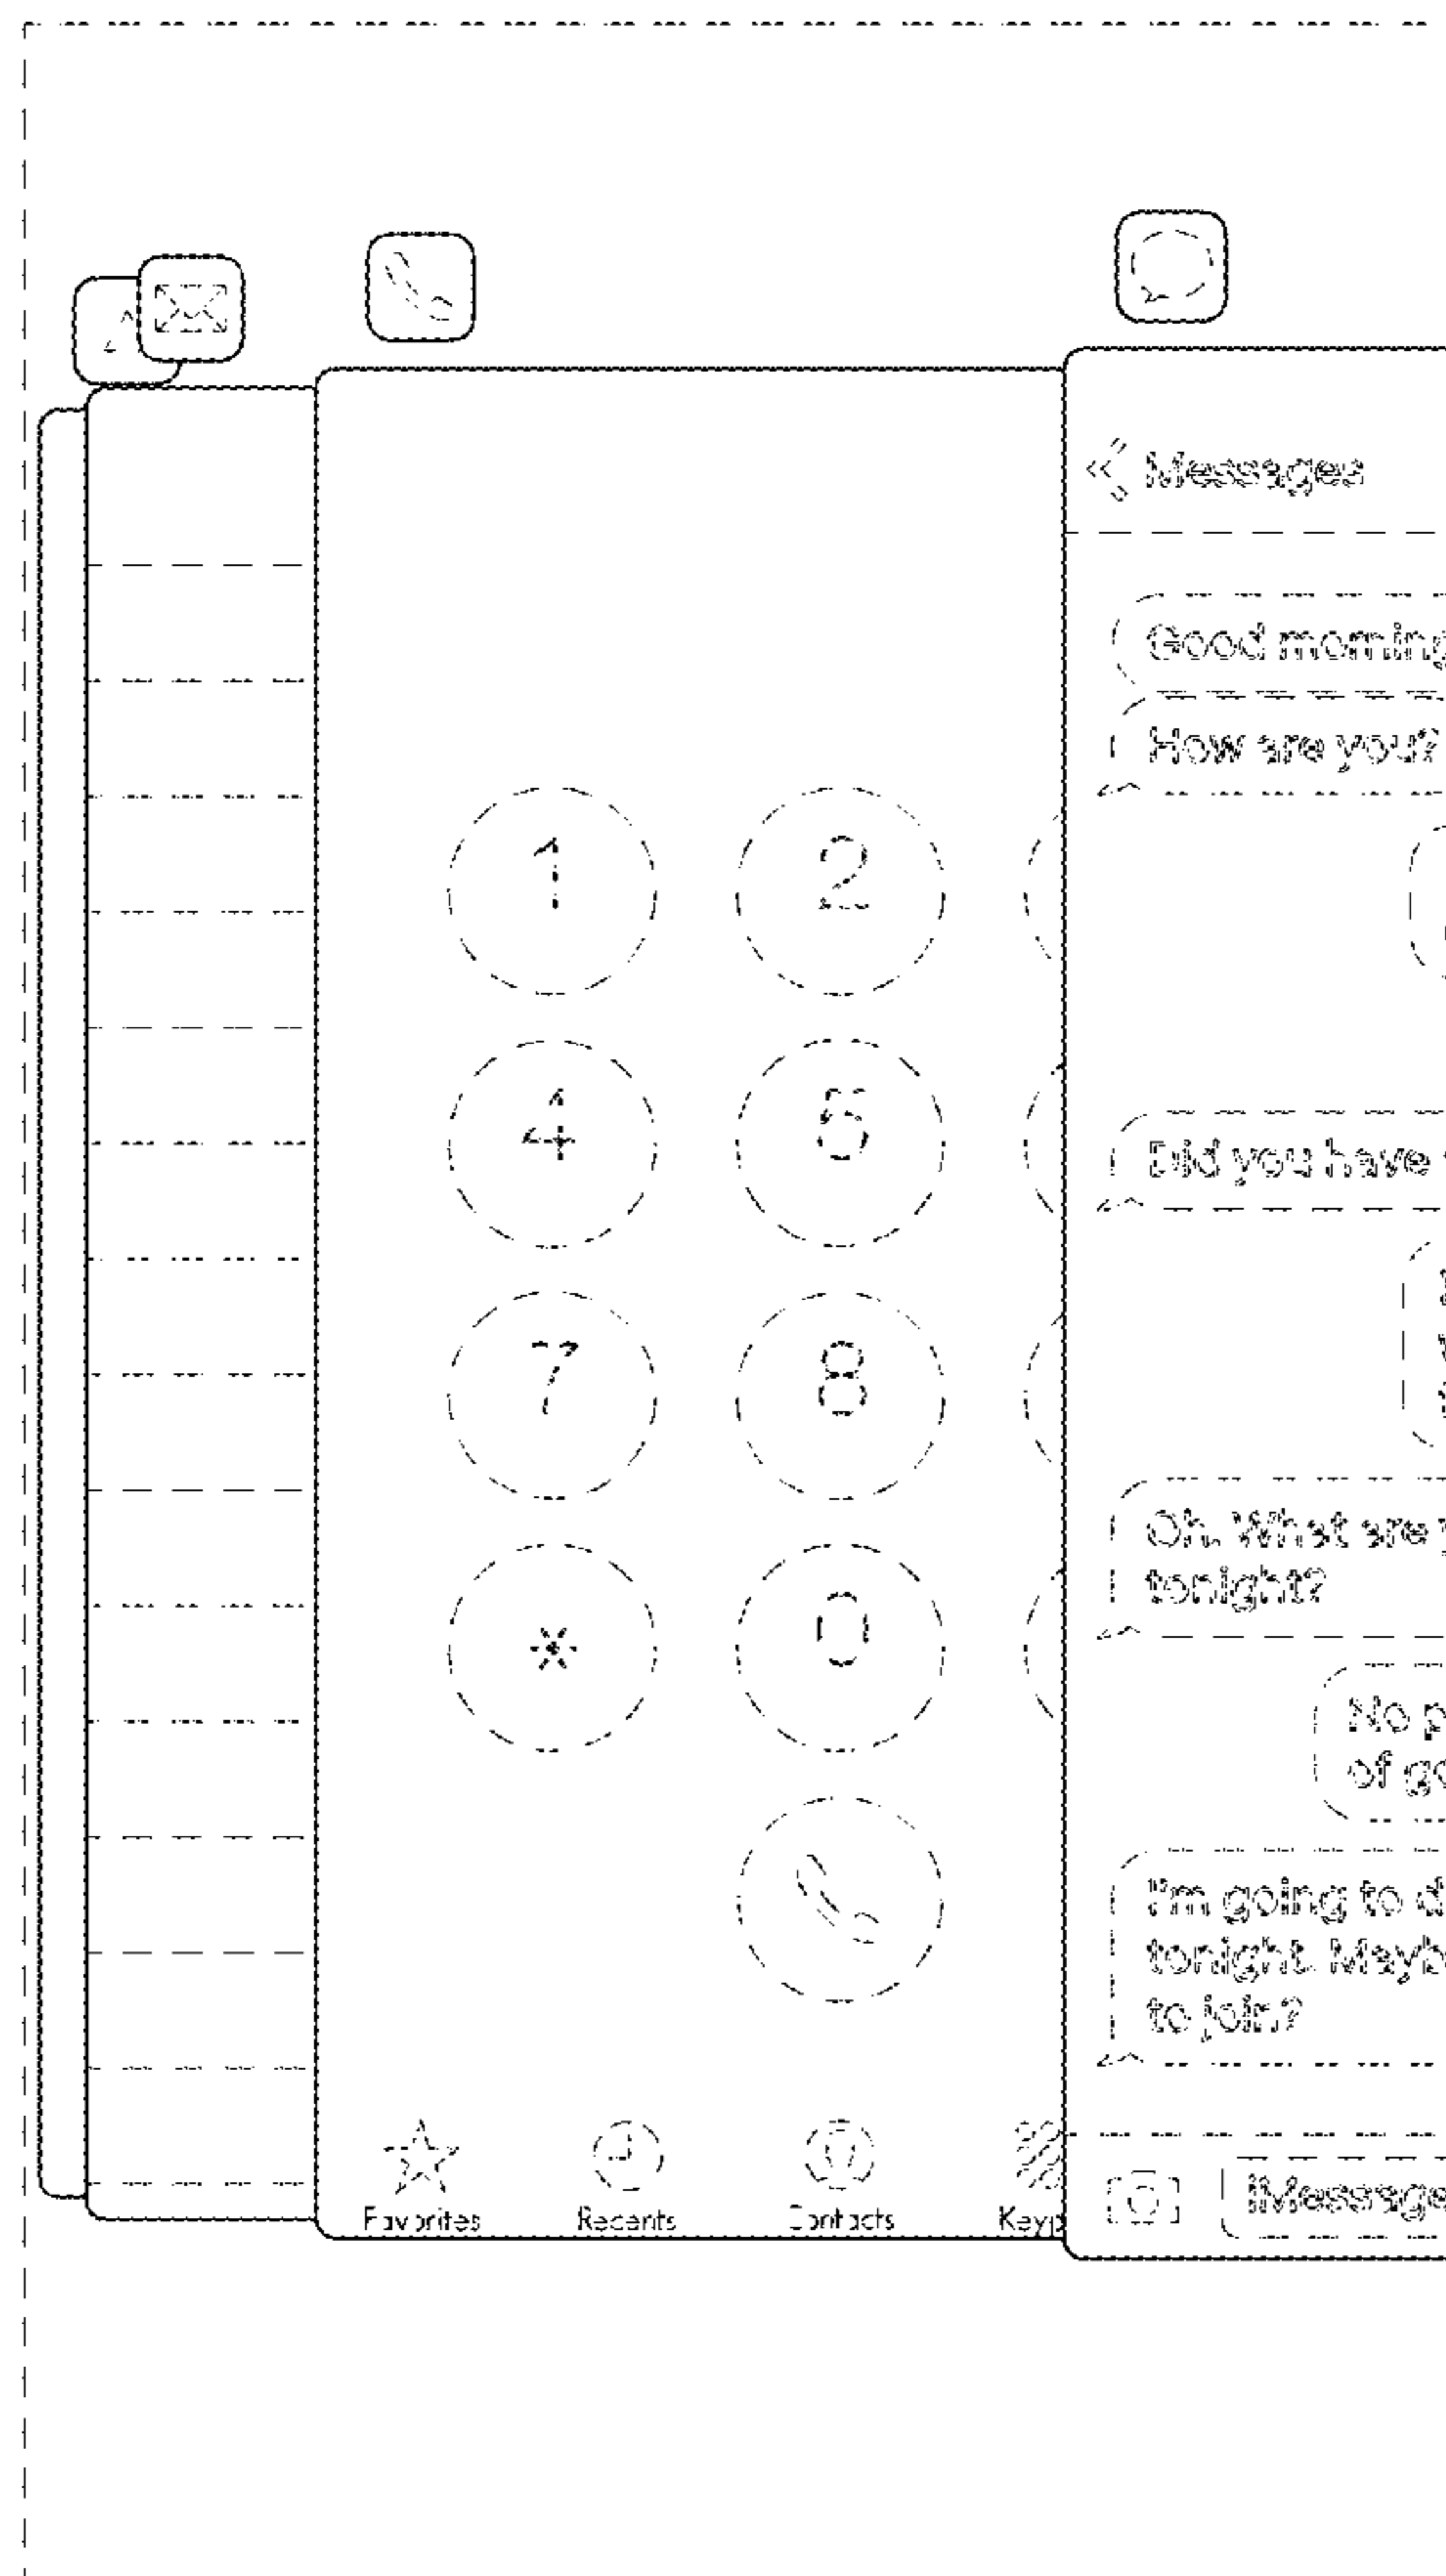 Messages
Good morning
How are you?
1 2
4 5
Did you have
7 8
Oh. What are
tonight?
* 0
No p
of go
I'm going to d
tonight. Mayb
to join?
Favorites Recents Contacts Keyp
iMessage